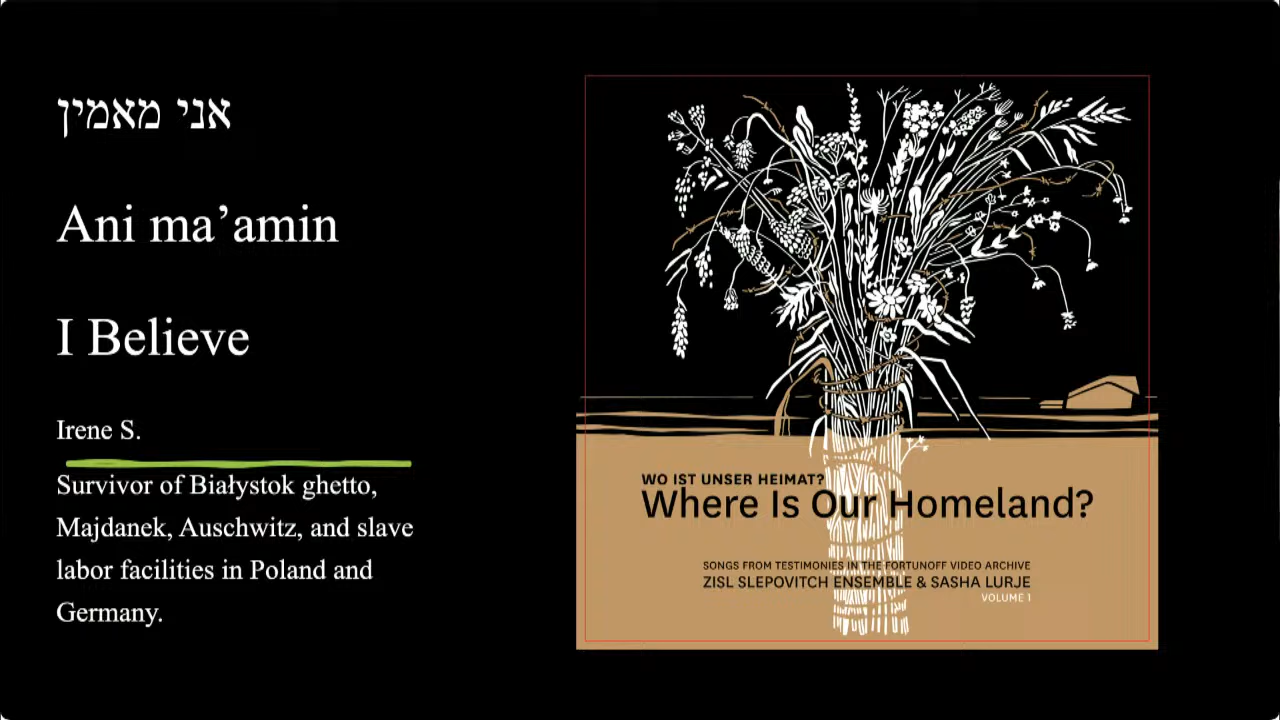 אני מאמין
Ani ma’amin
I Believe
Irene S.
Survivor of Białystok ghetto,
Majdanek, Auschwitz, and slave
labor facilities in Poland and
Germany.
WO IST UNSER HEIMAT?
Where Is Our Homeland?
SONGS FROM TESTIMONIES IN THE FORTUNOFF VIDEO ARCHIVE
ZISL SLEPOVITCH ENSEMBLE & SASHA LURJE
VOLUME 1